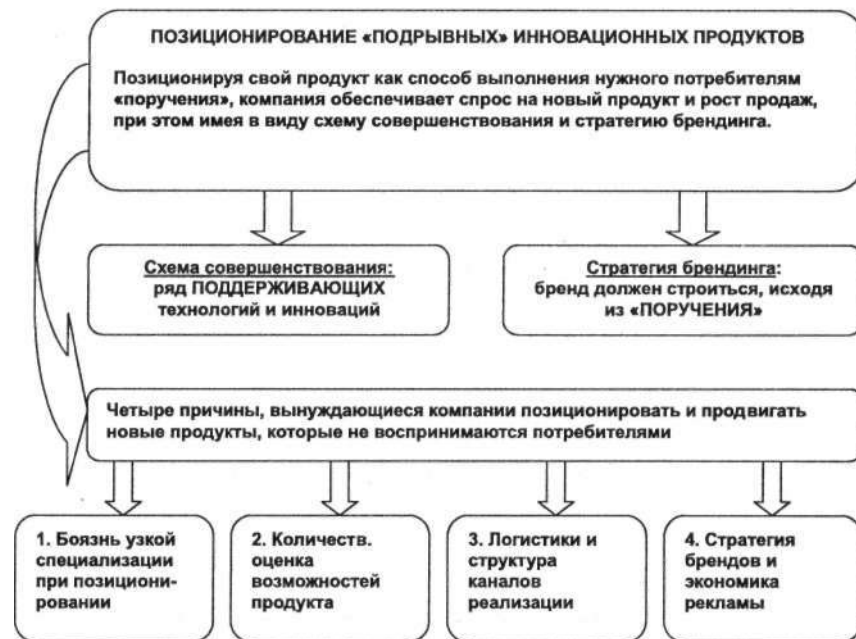 ПОЗИЦИОНИРОВАНИЕ «ПОДРЫВНЫХ» ИННОВАЦИОННЫХ ПРОДУКТОВ
Позиционируя свой продукт как способ выполнения нужного потребителям
«поручения», компания обеспечивает спрос на новый продукт и рост продаж,
при этом имея в виду схему совершенствования и стратегию брендинга.
Схема совершенствования:
ряд ПОДДЕРЖИВАЮЩИХ
технологий и инноваций
Стратегия брендинга:
бренд должен строиться, исходя
из «ПОРУЧЕНИЯ»
Четыре причины, вынуждающиеся компании позиционировать и продвигать
новые продукты, которые не воспринимаются потребителями
1. Боязнь узкой
специализации
при позициони-
ровании
2. Количеств.
оценка
возможностей
продукта
3. Логистики и
структура
каналов
реализации
4. Стратегия
брендов и
экономика
рекламы